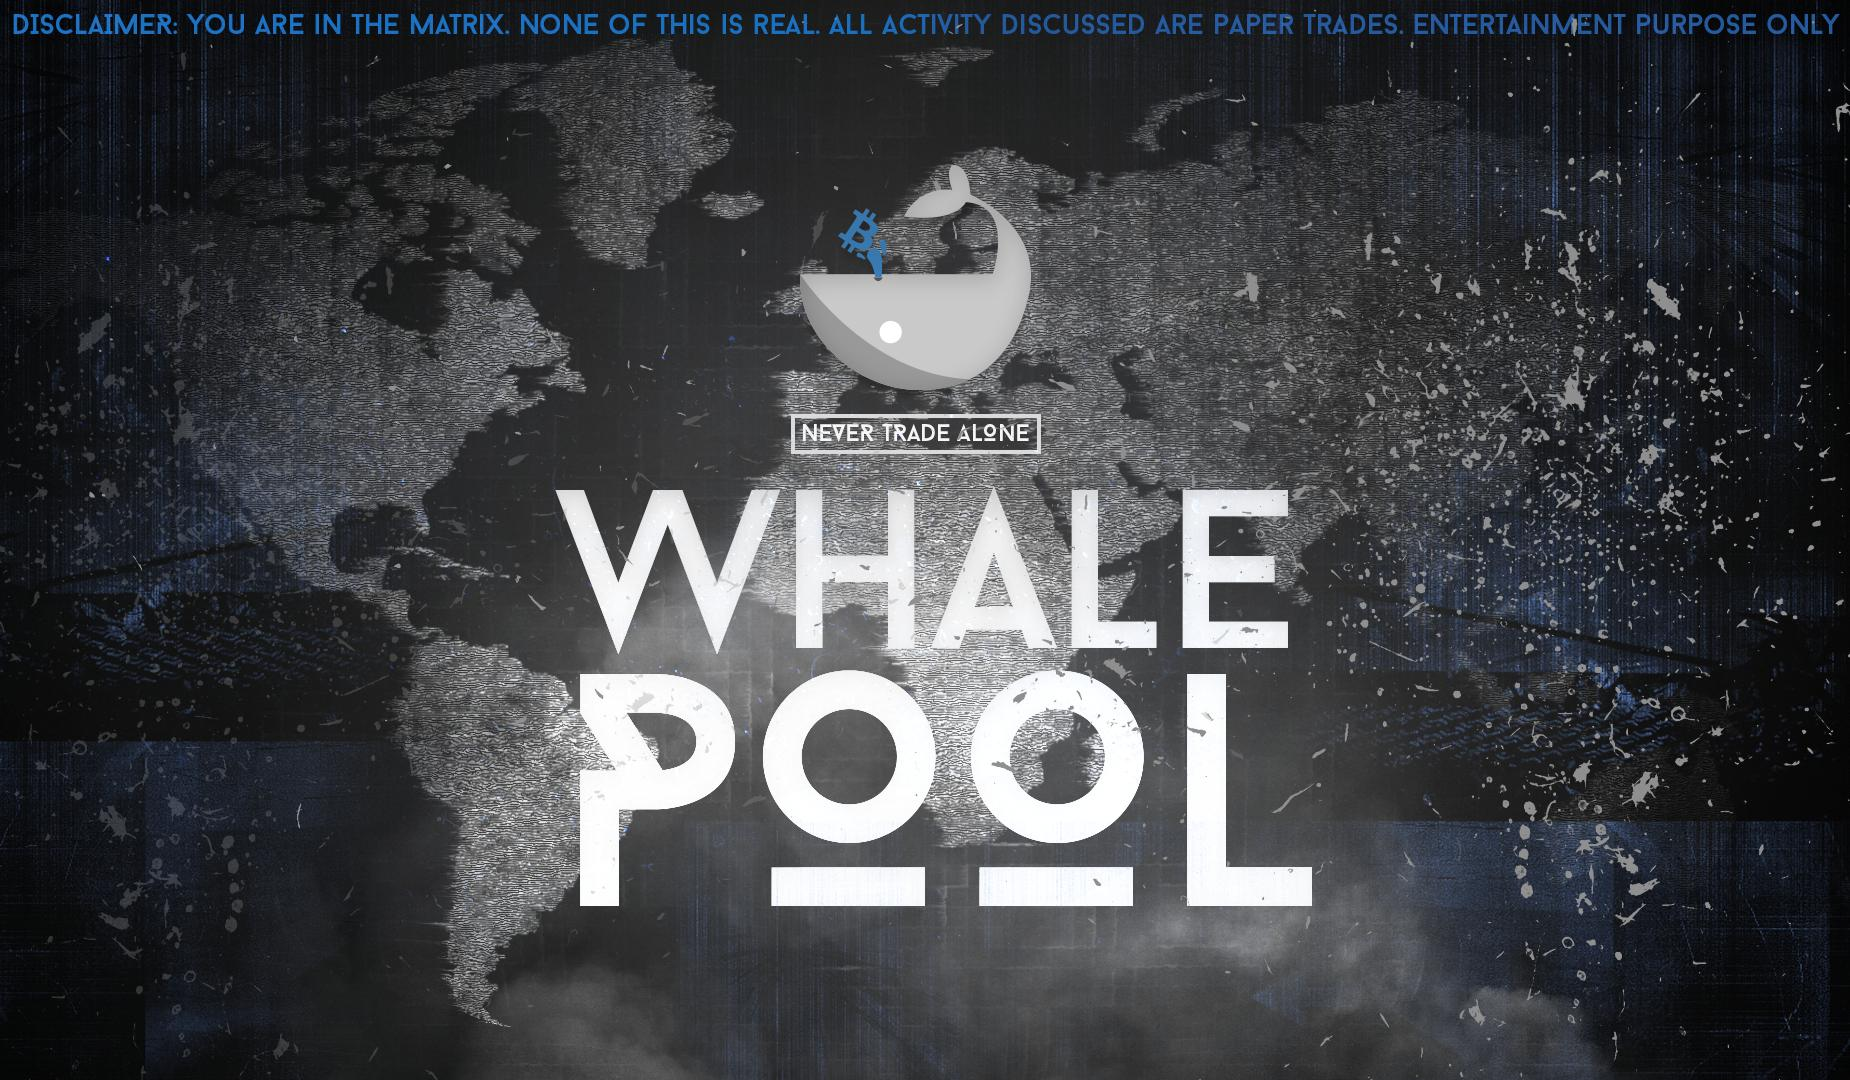 DISCLAIMER: YOU ARE IN THE MATRIX. NONE OF THIS IS REAL. ALL ACTIVITY DISCUSSED ARE PAPER TRADES. ENTERTAINMENT PURPOSE ONLY
NEVER TRADE ALONE
WHALE
POOL